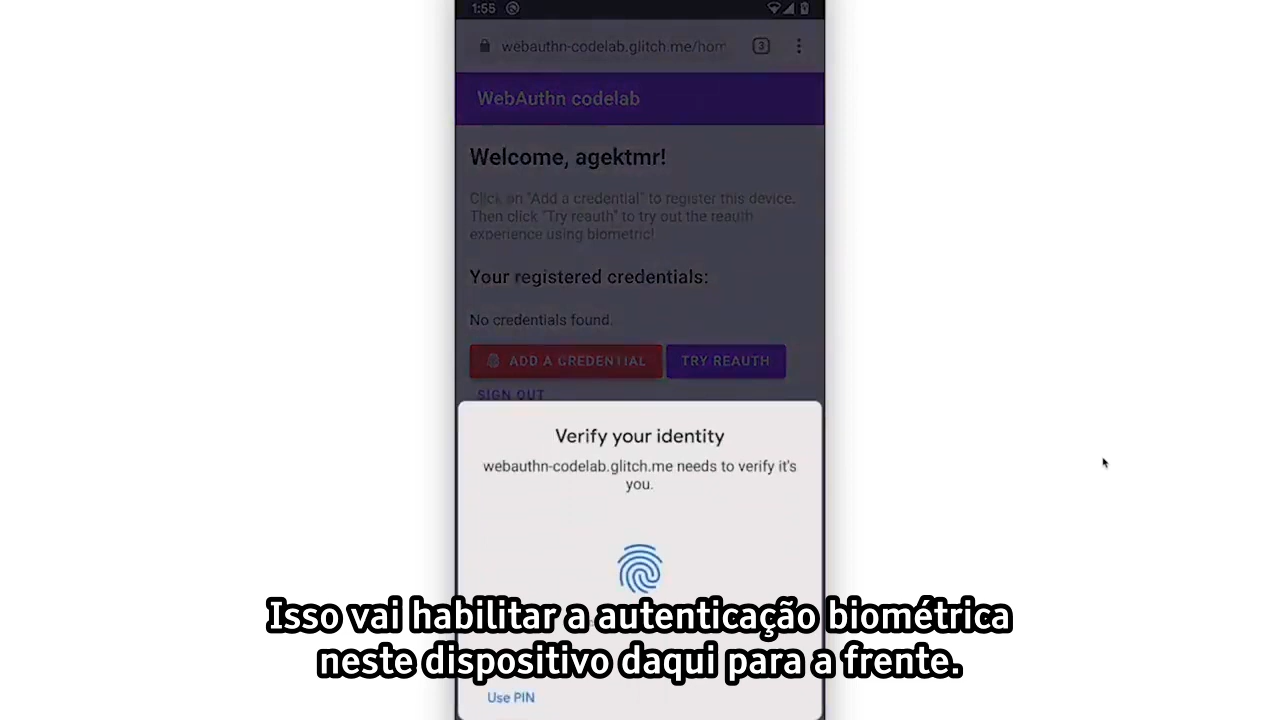 1:55
webauthn-codelab.glitch.me/hom
3
WebAuthn codelab
Welcome, agektmr!
Click on "Add a credential" to register this device.
Then click "Try reauth" to try out the reauth
experience using biometric!
Your registered credentials:
No credentials found.
ADD A CREDENTIAL TRY REAUTH
SIGN OUT
Verify your identity
webauthn-codelab.glitch.me needs to verify it's
you.
Isso vai habilitar a autenticação biométrica
neste dispositivo daqui para a frente.
Use PIN